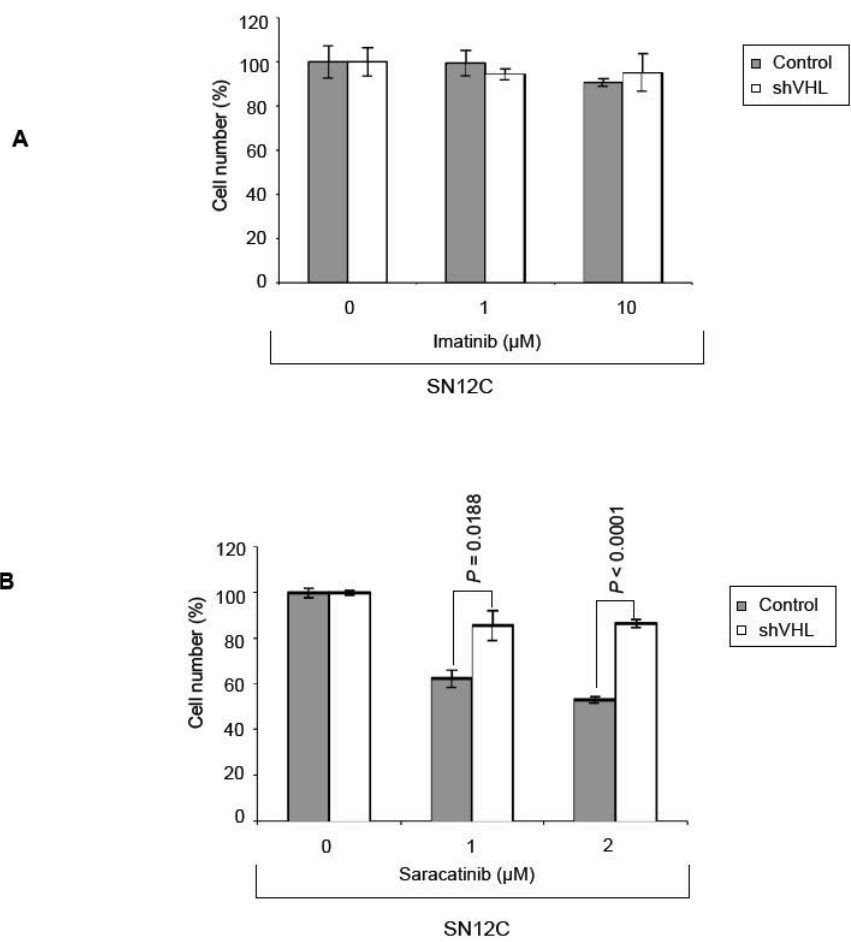 A
Cell number (%)
120
100
80
60
40
20
0
0 1 10
Imatinib (µM)
SN12C
Control
shVHL
B
Cell number (%)
120
100
80
60
40
20
0
P = 0.0188
P < 0.0001
0 1 2
Saracatinib (µM)
SN12C
Control
shVHL